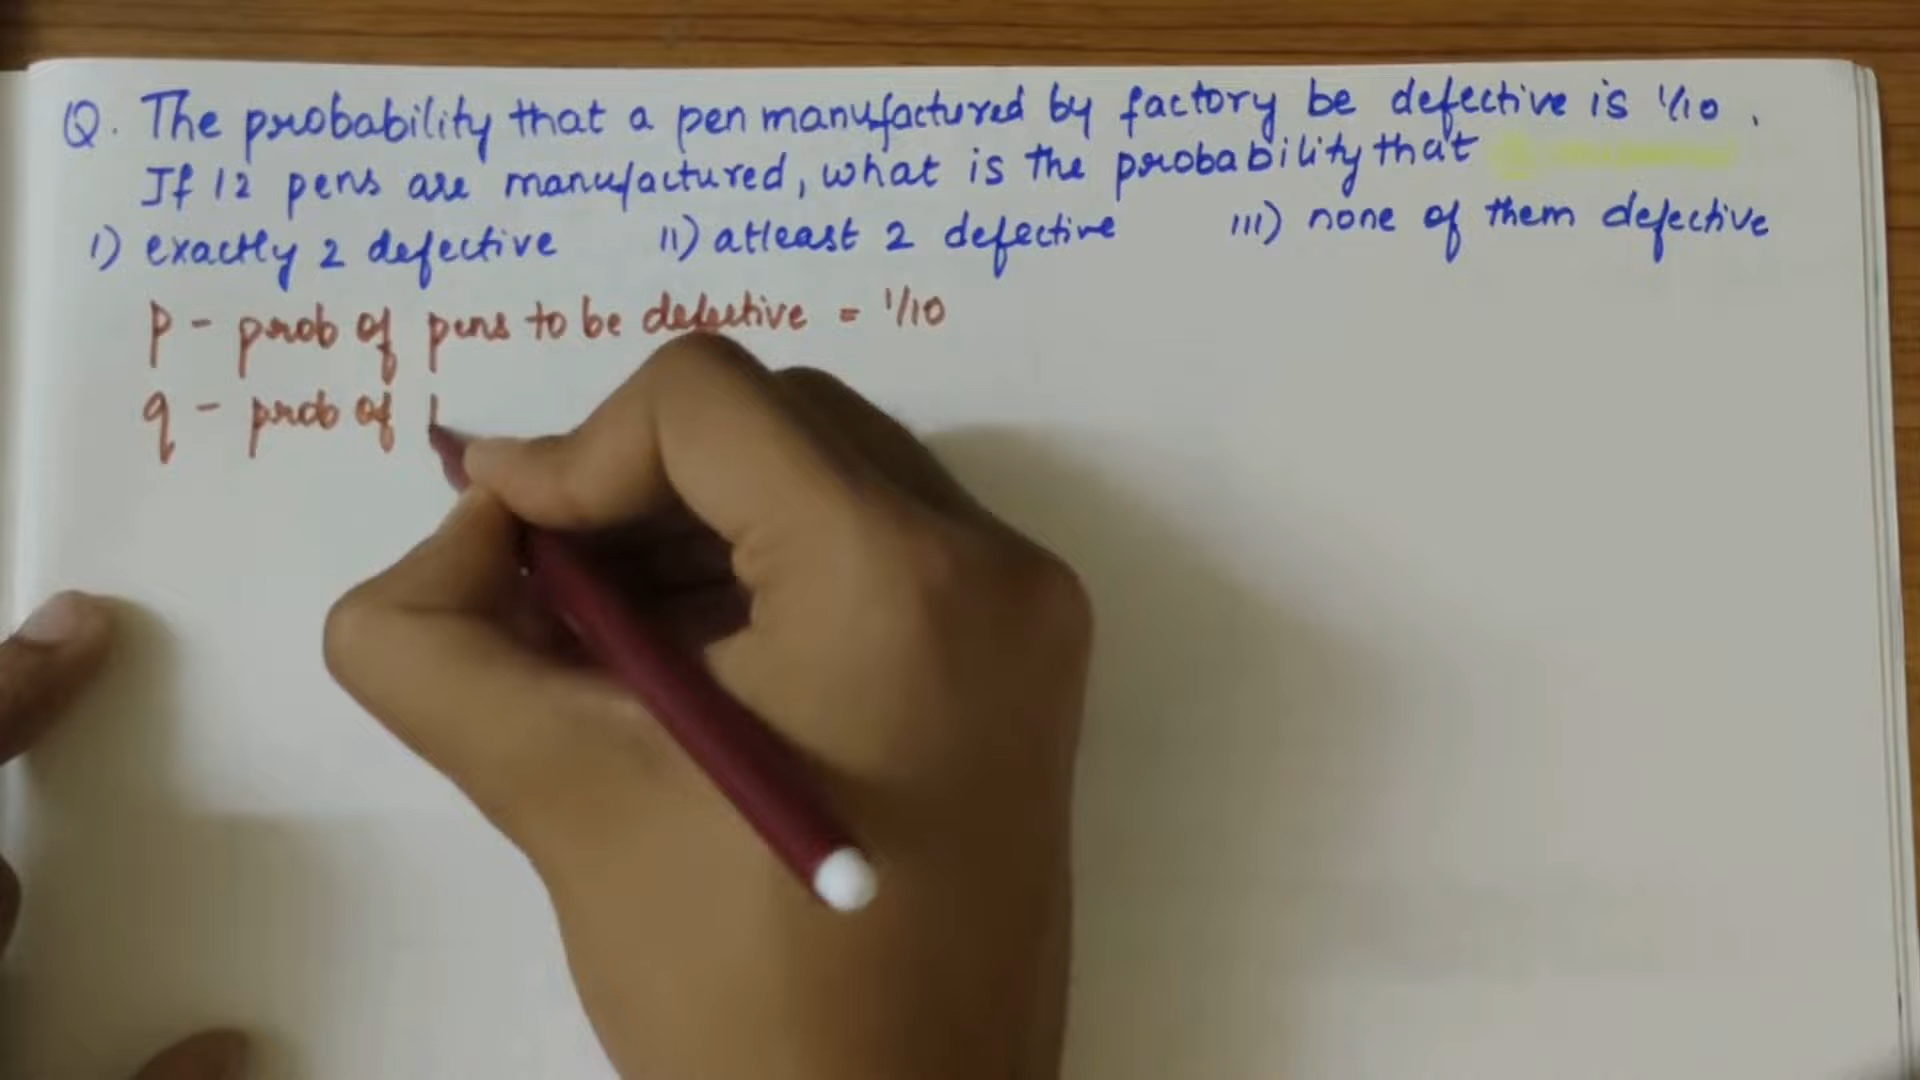 Q. The probability that a pen manufactured by factory be defective is 1/10.
If 12 pens are manufactured, what is the probability that
i) exactly 2 defective ii) atleast 2 defective iii) none of them defective
p - prob of pens to be defective = 1/10
q - prob of